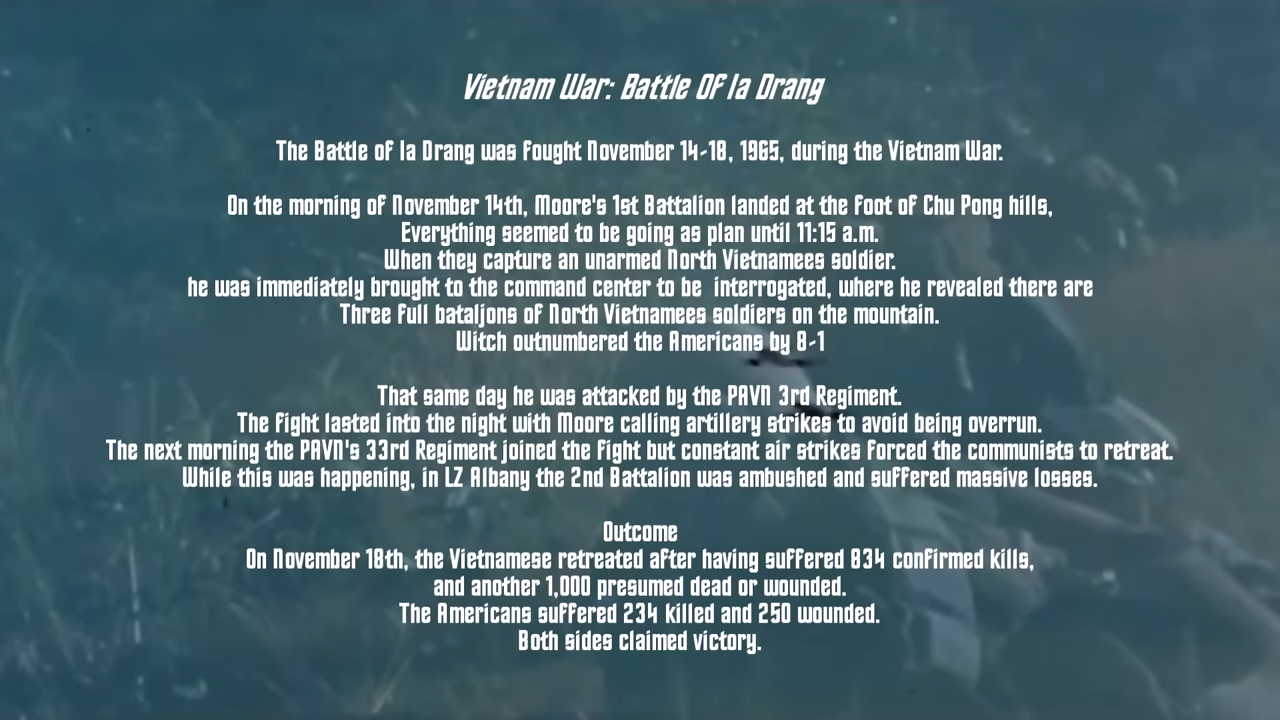 Vietnam War: Battle Of Ia Drang
The Battle of Ia Drang was fought November 14-18, 1965, during the Vietnam War.
On the morning of November 14th, Moore's 1st Battalion landed at the foot of Chu Pong hills,
Everything seemed to be going as plan until 11:15 a.m.
When they capture an unarmed North Vietnamees soldier.
he was immediately brought to the command center to be  interrogated, where he revealed there are
Three full bataljons of North Vietnamees soldiers on the mountain.
Witch outnumbered the Americans by 8-1
That same day he was attacked by the PAVN 3rd Regiment.
The fight lasted into the night with Moore calling artillery strikes to avoid being overrun.
The next morning the PAVN's 33rd Regiment joined the fight but constant air strikes forced the communists to retreat.
While this was happening, in LZ Albany the 2nd Battalion was ambushed and suffered massive losses.
Outcome
On November 18th, the Vietnamese retreated after having suffered 834 confirmed kills,
and another 1,000 presumed dead or wounded.
The Americans suffered 234 killed and 250 wounded.
Both sides claimed victory.